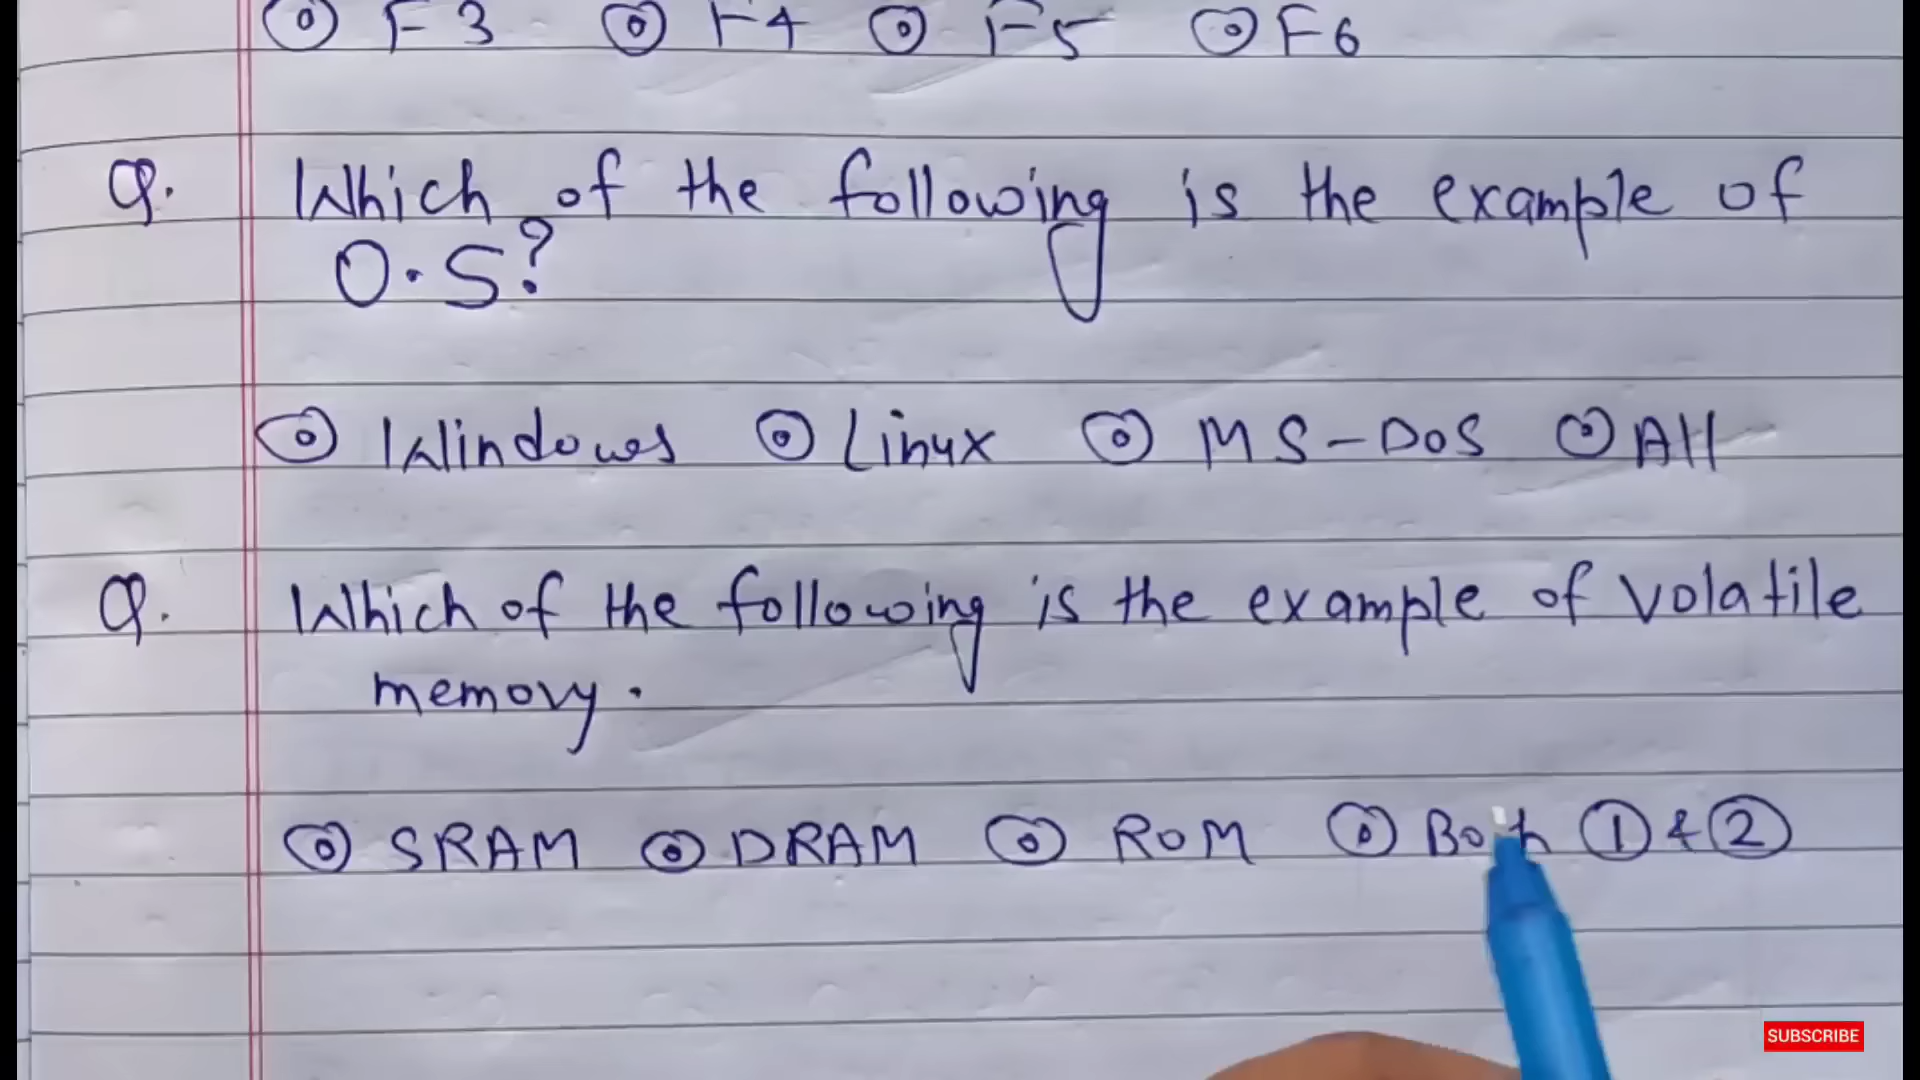 F3 F4 F5 F6
Q. Which of the following is the example of
O.S?
Windows Linux MS-DOS All
Q. Which of the following is the example of volatile
memory.
SRAM DRAM ROM Both ① & ②
SUBSCRIBE